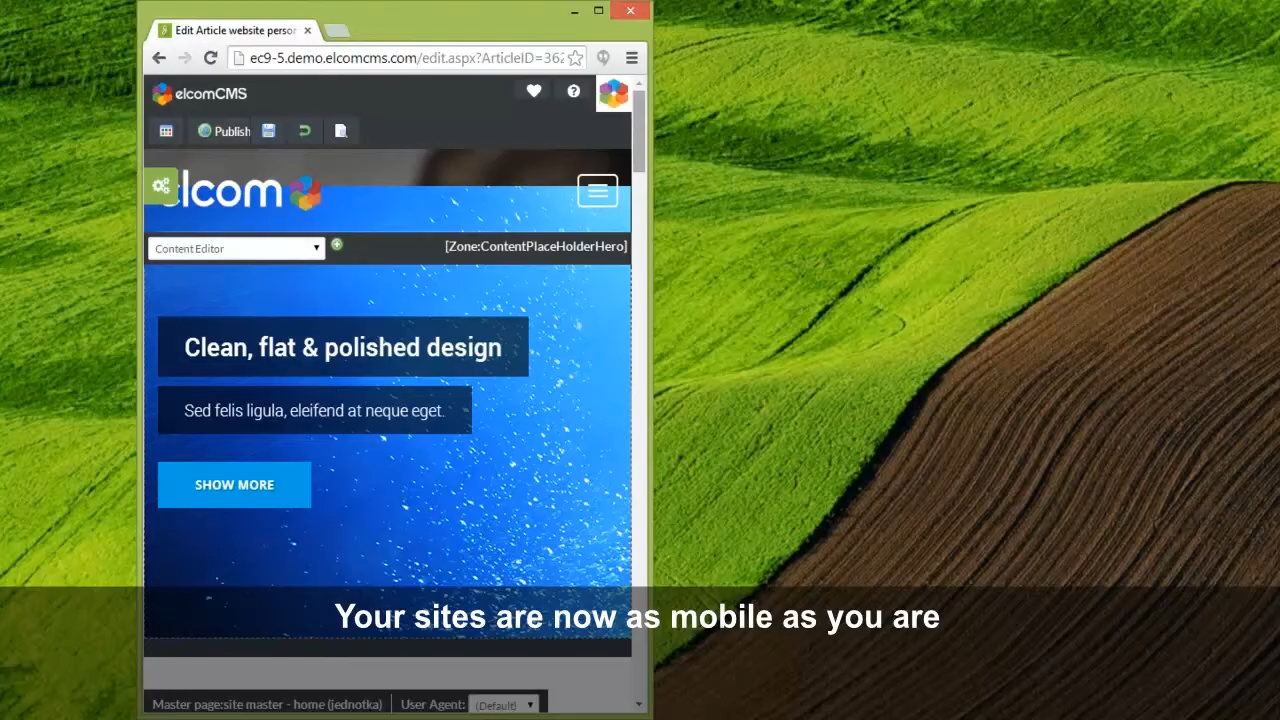 Edit Article website person
ec9-5.demo.elcomcms.com/edit.aspx?ArticleID=362
elcomCMS
Publish
elcom
Content Editor
[Zone:ContentPlaceHolderHero]
Clean, flat & polished design
Sed felis ligula, eleifend at neque eget.
SHOW MORE
Your sites are now as mobile as you are
Master page:site master - home (jednotka)
User Agent: (Default)